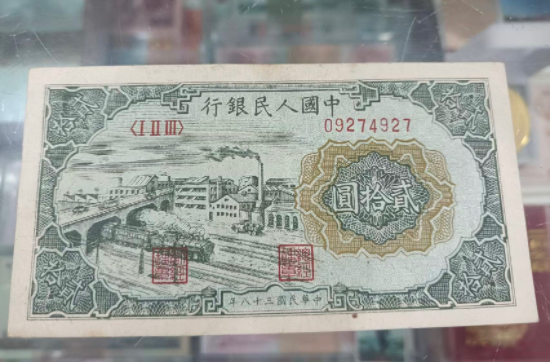 中國人民銀行
〈I II III〉
09274927
貳拾圓
中華民國三十八年